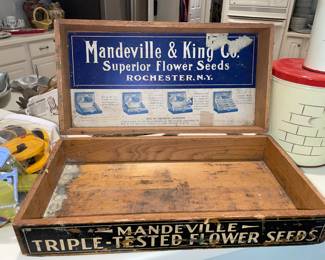 Mandeville & King Co.
Superior Flower Seeds
ROCHESTER, N.Y.
MANDEVILLE
TRIPLE-TESTED FLOWER SEEDS